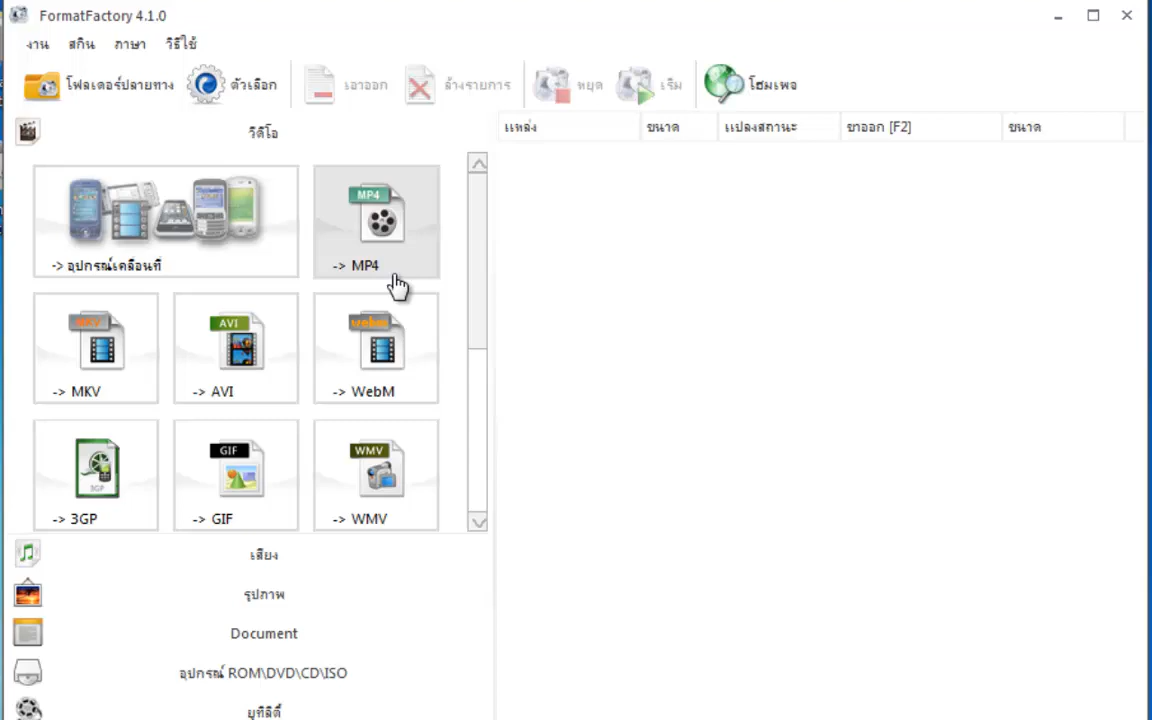 FormatFactory 4.1.0
งาน สกิน ภาษา วิธีใช้
โฟลเดอร์ปลายทาง ตัวเลือก เอาออก ล้างรายการ หยุด เริ่ม โฮมเพจ
วิดีโอ
แหล่ง ขนาด แปลงสถานะ ขาออก [F2] ขนาด
MP4
-> อุปกรณ์เคลื่อนที่ -> MP4
MKV AVI webm
-> MKV -> AVI -> WebM
3GP GIF WMV
-> 3GP -> GIF -> WMV
เสียง
รูปภาพ
Document
อุปกรณ์ ROM\DVD\CD\ISO
ยูทิลิตี้